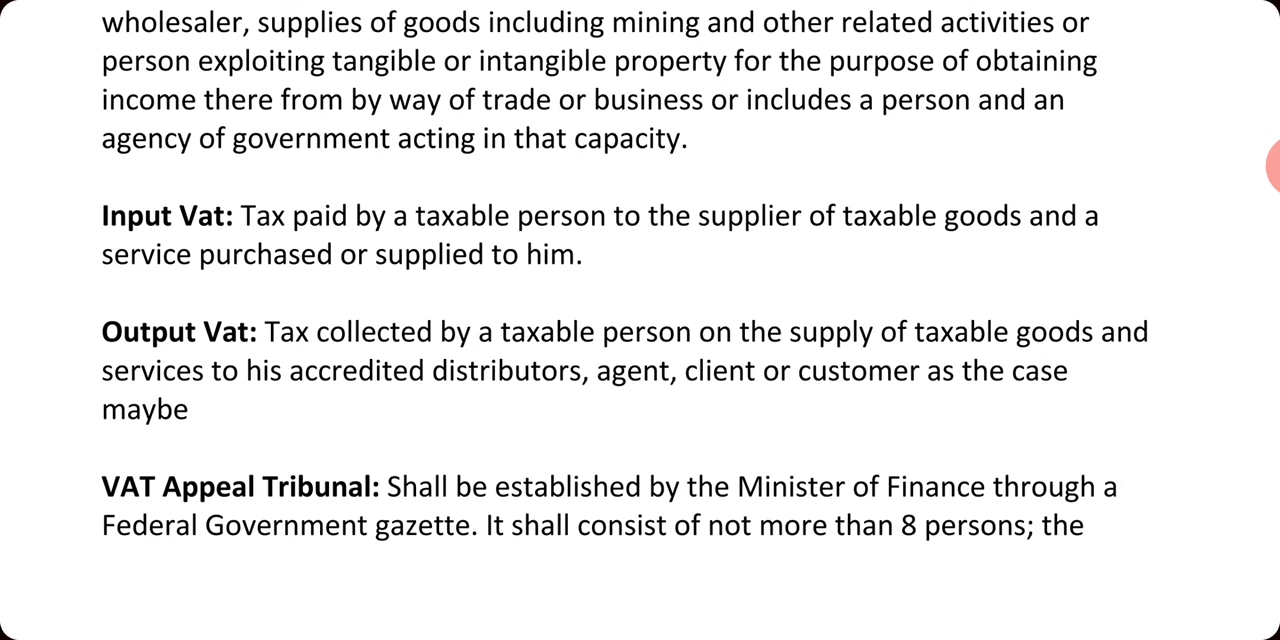 wholesaler, supplies of goods including mining and other related activities or
person exploiting tangible or intangible property for the purpose of obtaining
income there from by way of trade or business or includes a person and an
agency of government acting in that capacity.
Input Vat: Tax paid by a taxable person to the supplier of taxable goods and a
service purchased or supplied to him.
Output Vat: Tax collected by a taxable person on the supply of taxable goods and
services to his accredited distributors, agent, client or customer as the case
maybe
VAT Appeal Tribunal: Shall be established by the Minister of Finance through a
Federal Government gazette. It shall consist of not more than 8 persons; the